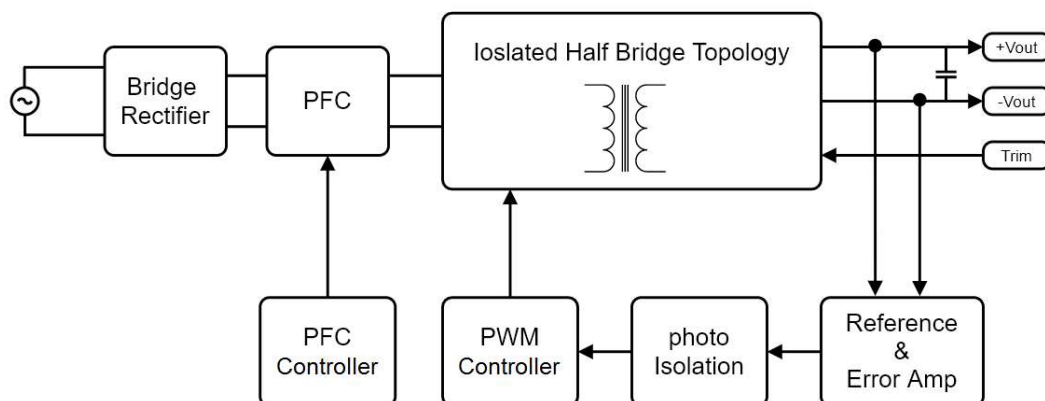 Ioslated Half Bridge Topology
+Vout
Bridge
Rectifier
PFC
-Vout
Trim
PFC
Controller
PWM
Controller
photo
Isolation
Reference
&
Error Amp